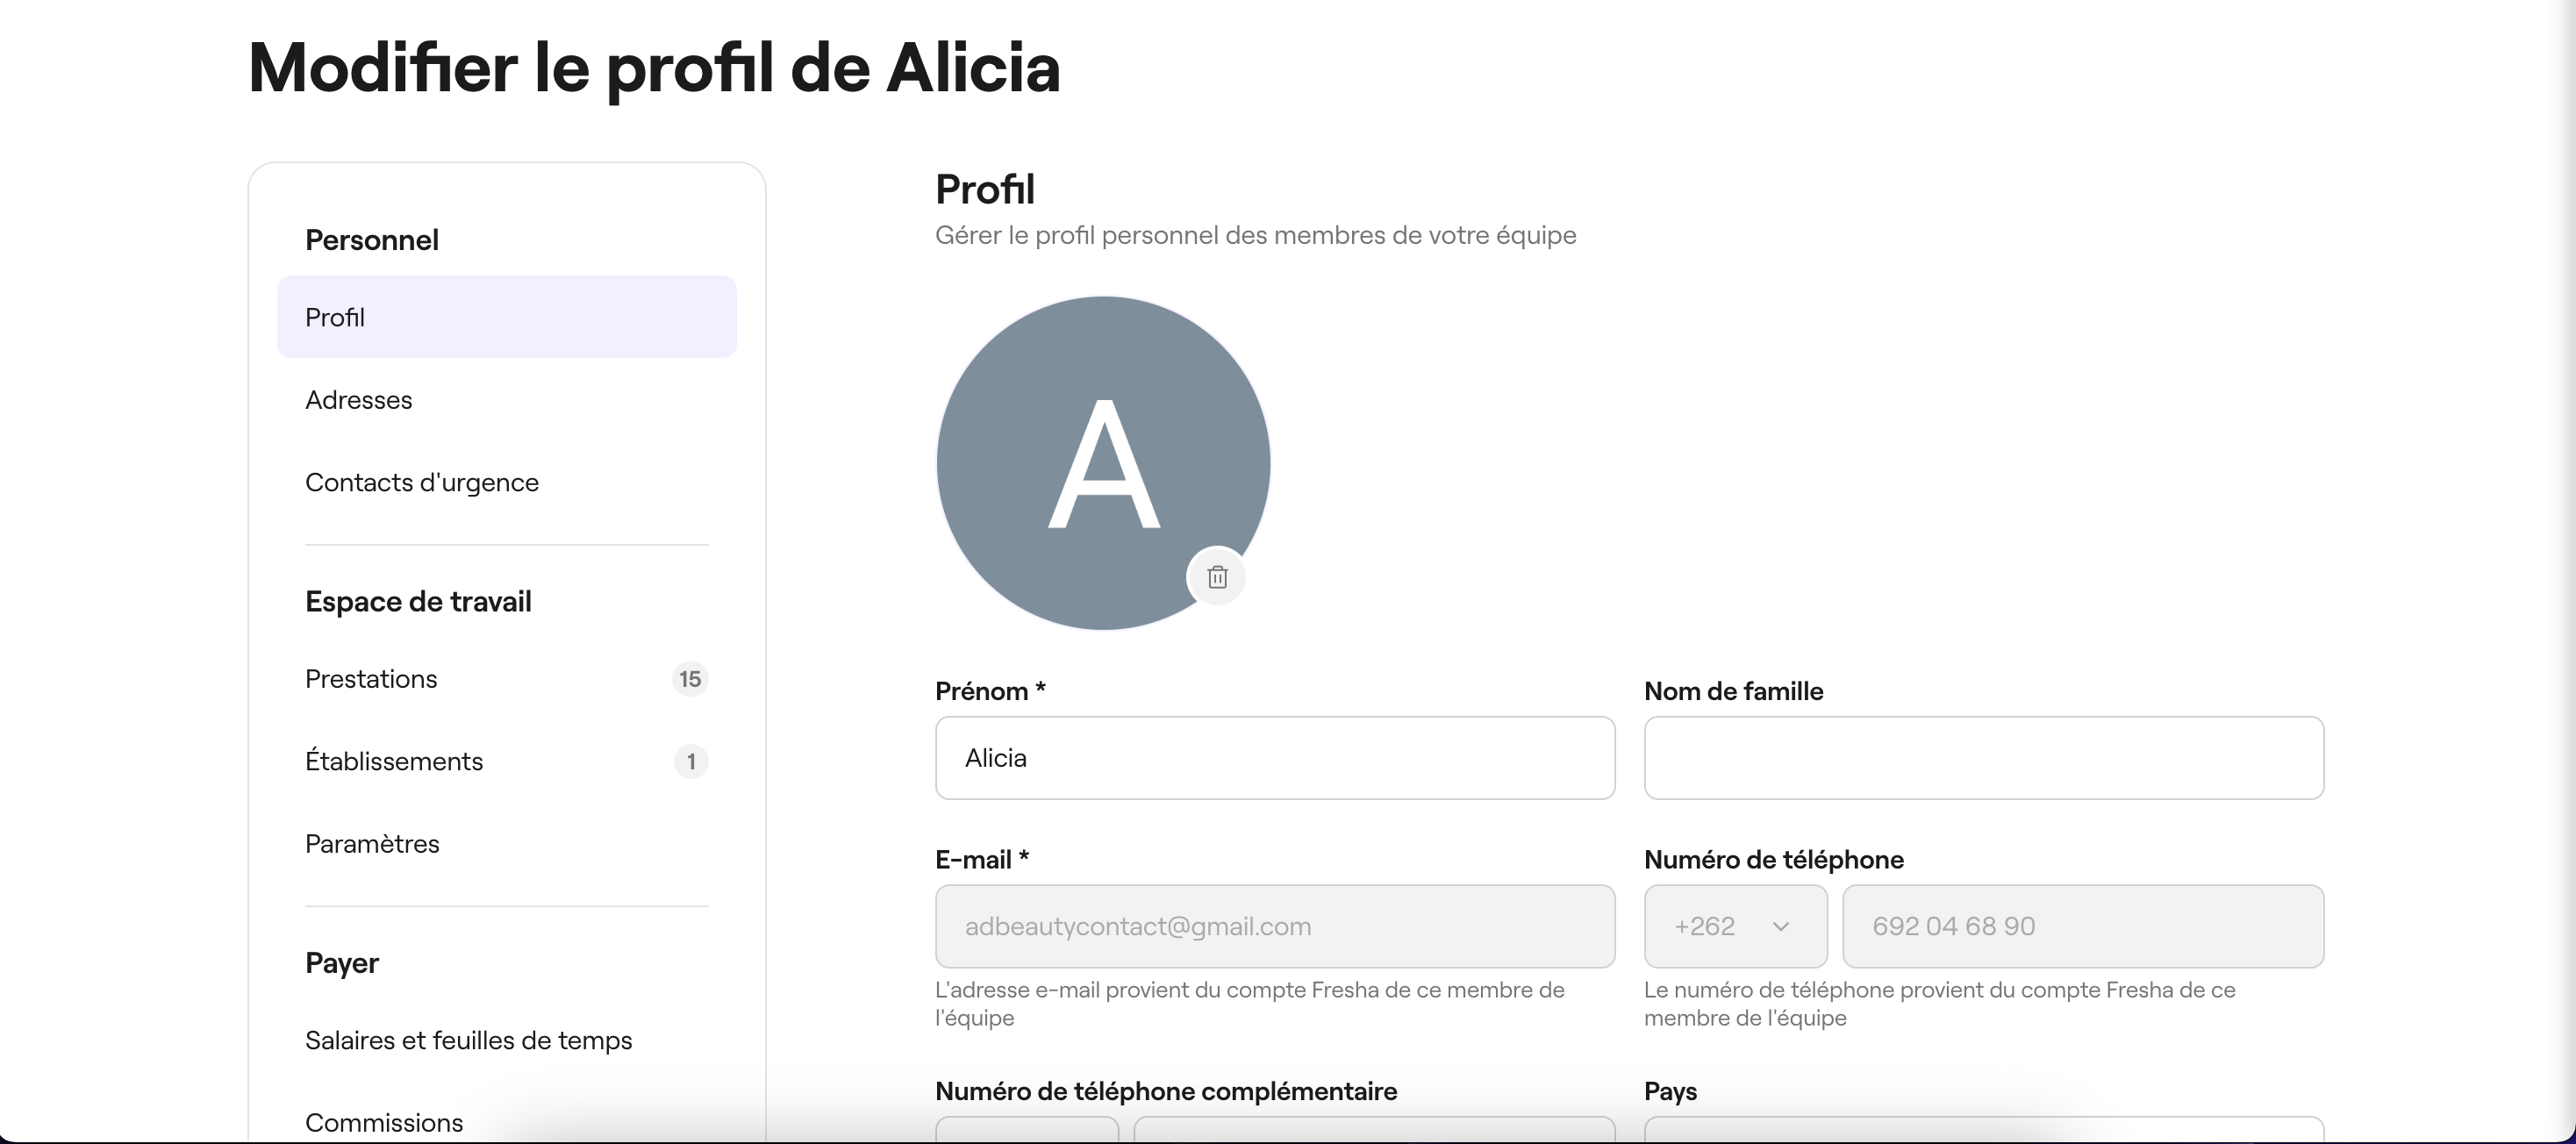 Modifier le profil de Alicia
Personnel
Profil
Adresses
Contacts d'urgence
Espace de travail
Prestations 15
Établissements 1
Paramètres
Payer
Salaires et feuilles de temps
Commissions
Profil
Gérer le profil personnel des membres de votre équipe
A
Prénom *
Alicia
Nom de famille
E-mail *
adbeautycontact@gmail.com
L'adresse e-mail provient du compte Fresha de ce membre de
l'équipe
Numéro de téléphone
+262 692 04 68 90
Le numéro de téléphone provient du compte Fresha de ce
membre de l'équipe
Numéro de téléphone complémentaire
Pays